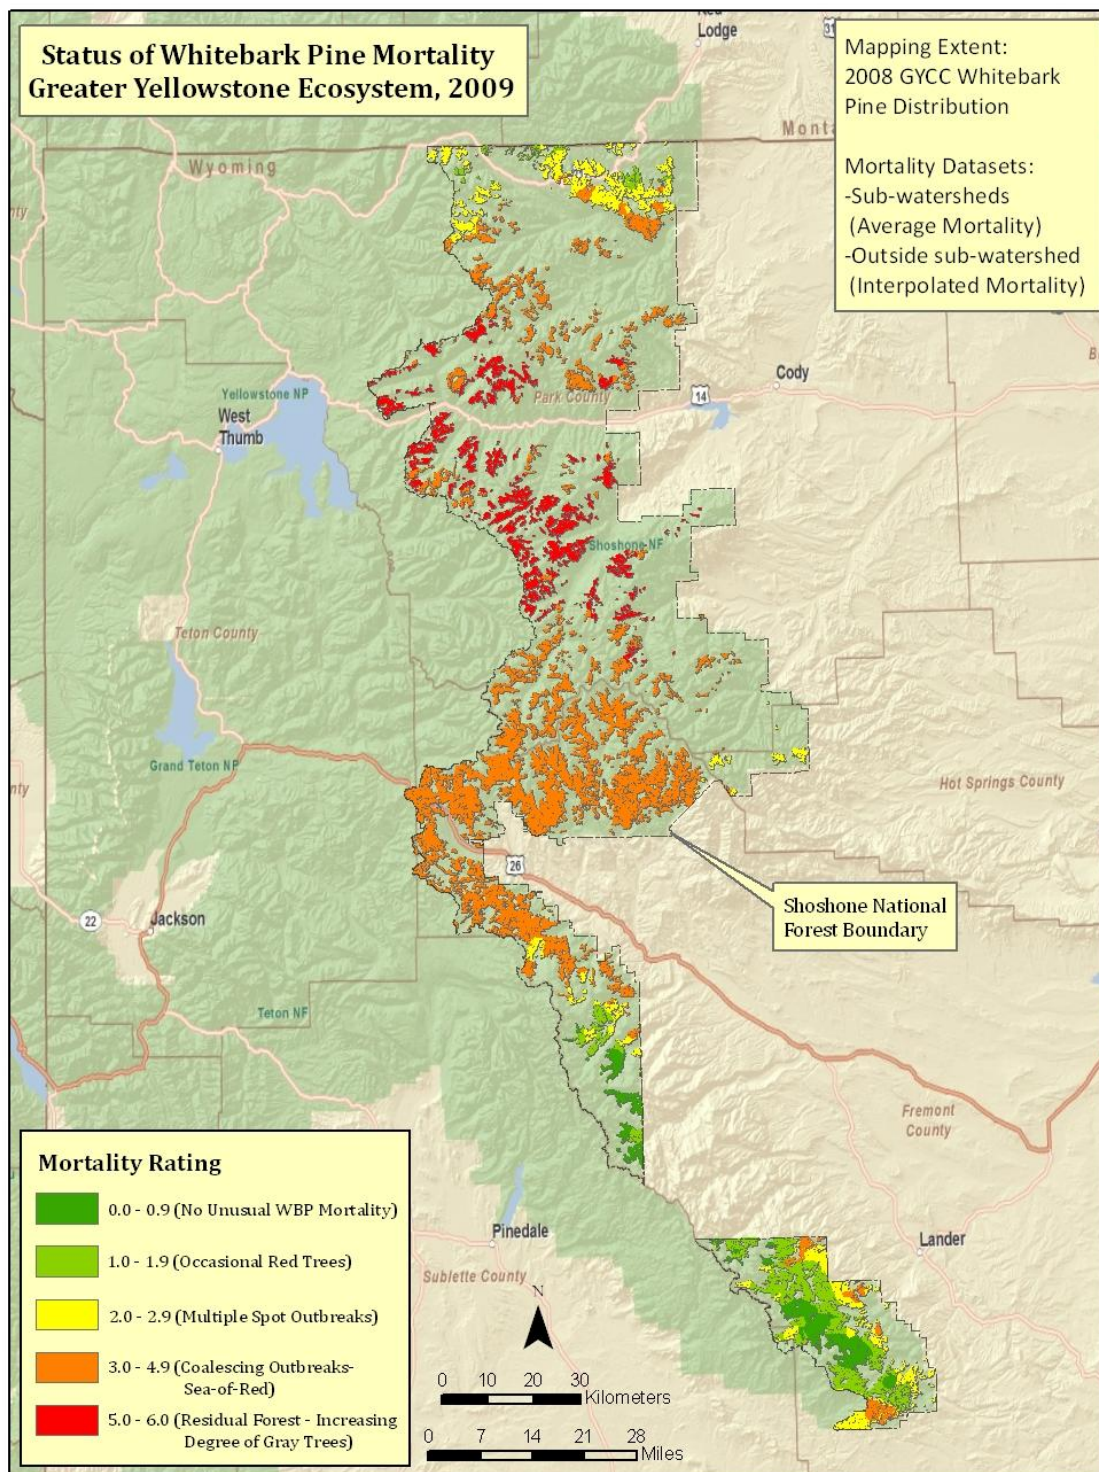 Status of Whitebark Pine Mortality
Greater Yellowstone Ecosystem, 2009
Lodge
31
Mapping Extent:
2008 GYCC Whitebark
Pine Distribution
Mortality Datasets:
-Sub-watersheds
(Average Mortality)
-Outside sub-watershed
(Interpolated Mortality)
Wyoming
Cody
Yellowstone NP
14
Park County
West
Thumb
Shoshone NF
Teton County
Grand Teton NP
Hot Springs County
26
Shoshone National
Forest Boundary
22
Jackson
Teton NF
Fremont
County
Pinedale
Lander
Sublette County
Mortality Rating
0.0 - 0.9 (No Unusual WBP Mortality)
1.0 - 1.9 (Occasional Red Trees)
2.0 - 2.9 (Multiple Spot Outbreaks)
3.0 - 4.9 (Coalescing Outbreaks-
Sea-of-Red)
5.0 - 6.0 (Residual Forest - Increasing
Degree of Gray Trees)
N
0 10 20 30
Kilometers
0 7 14 21 28
Miles